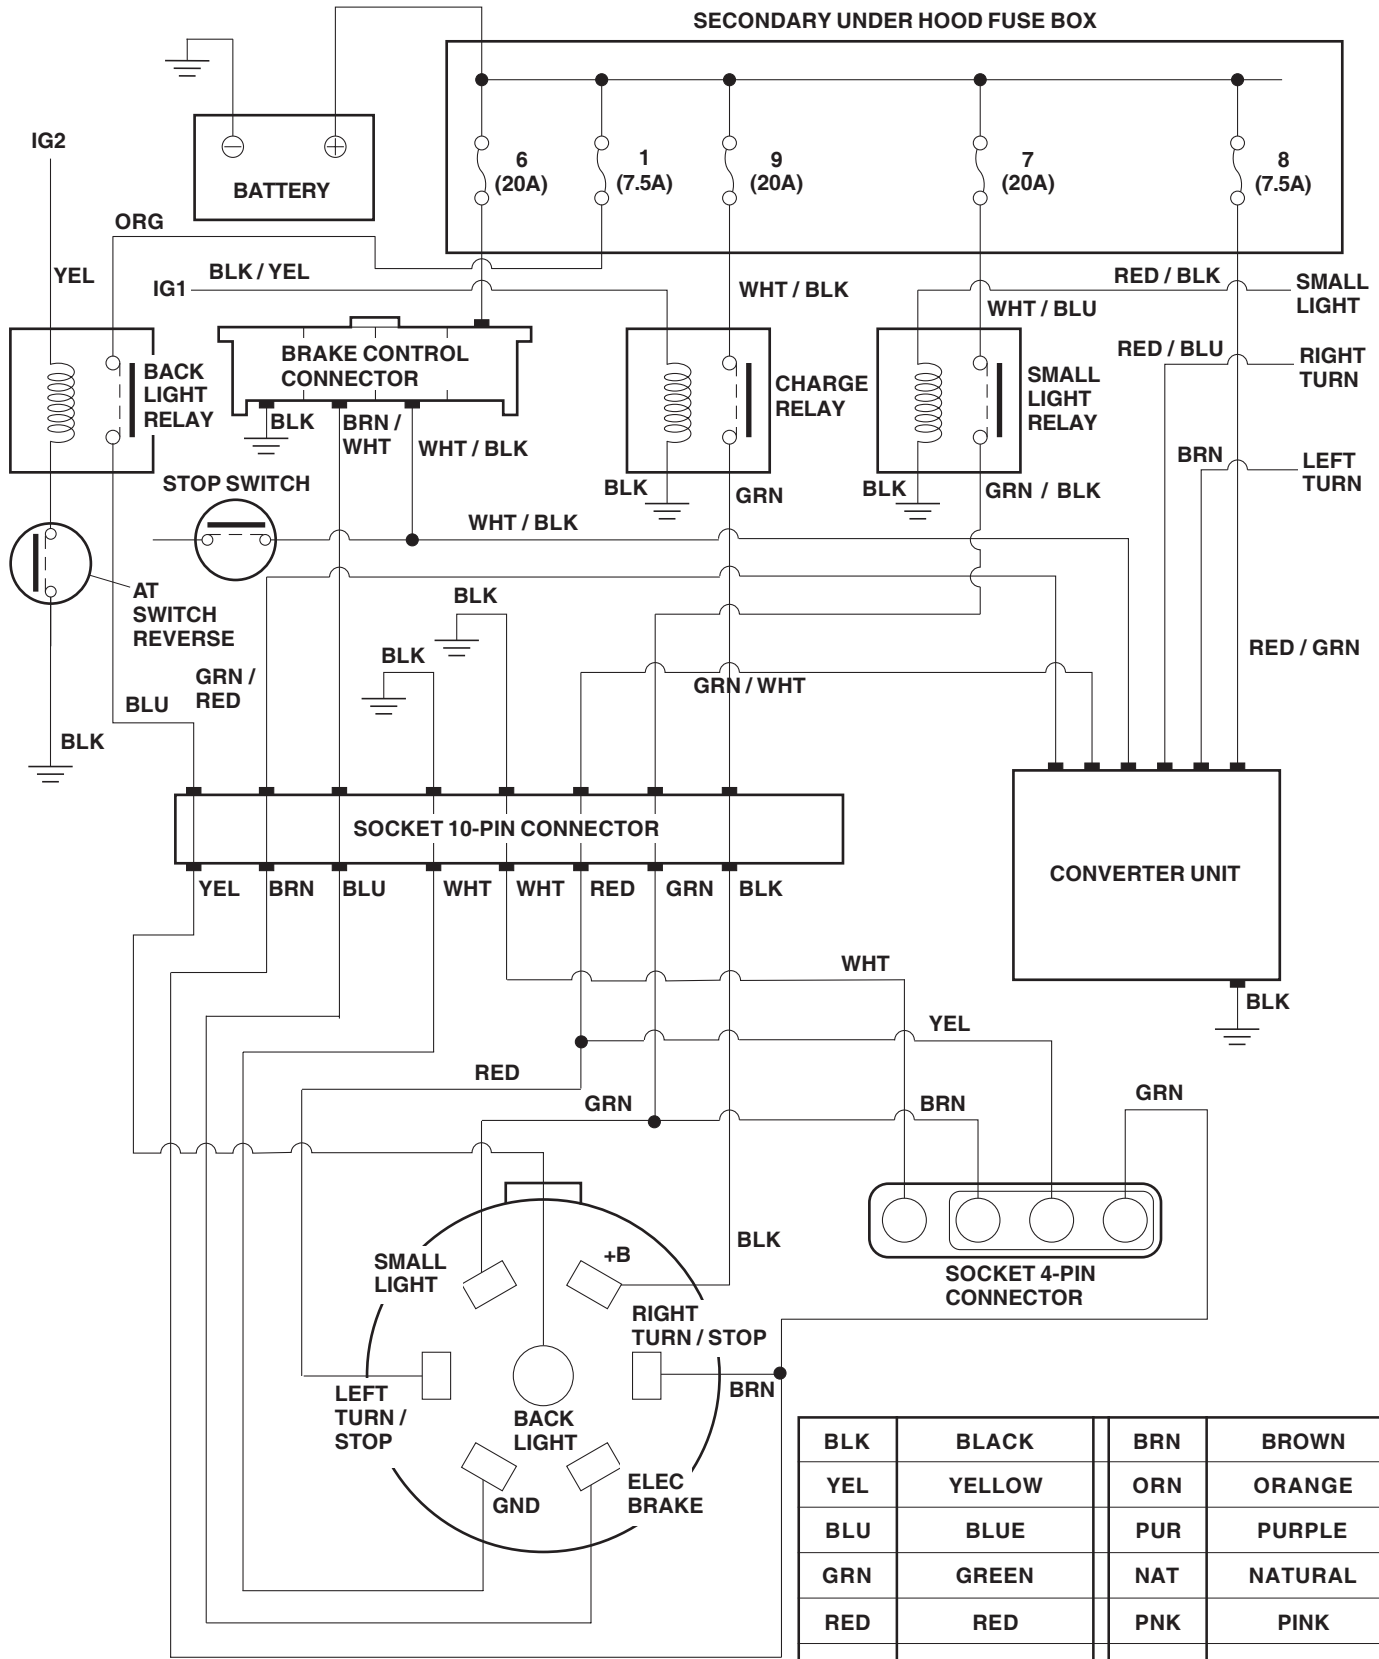 SECONDARY UNDER HOOD FUSE BOX
IG2
BATTERY
6
(20A)
1
(7.5A)
9
(20A)
7
(20A)
8
(7.5A)
ORG
YEL
BLK / YEL
IG1
WHT / BLK
RED / BLK
SMALL
LIGHT
WHT / BLU
BACK
LIGHT
RELAY
BRAKE CONTROL
CONNECTOR
CHARGE
RELAY
SMALL
LIGHT
RELAY
RED / BLU
RIGHT
TURN
BLK
BRN /
WHT
WHT / BLK
BRN
LEFT
TURN
STOP SWITCH
BLK
GRN
BLK
GRN / BLK
WHT / BLK
AT
SWITCH
REVERSE
BLK
BLK
RED / GRN
GRN /
RED
GRN / WHT
BLU
BLK
SOCKET 10-PIN CONNECTOR
CONVERTER UNIT
YEL
BRN
BLU
WHT
WHT
RED
GRN
BLK
WHT
BLK
YEL
RED
GRN
BRN
GRN
SMALL
LIGHT
+B
BLK
SOCKET 4-PIN
CONNECTOR
RIGHT
TURN / STOP
LEFT
TURN /
STOP
BRN
BACK
LIGHT
GND
ELEC
BRAKE
BLK BLACK BRN BROWN
YEL YELLOW ORN ORANGE
BLU BLUE PUR PURPLE
GRN GREEN NAT NATURAL
RED RED PNK PINK